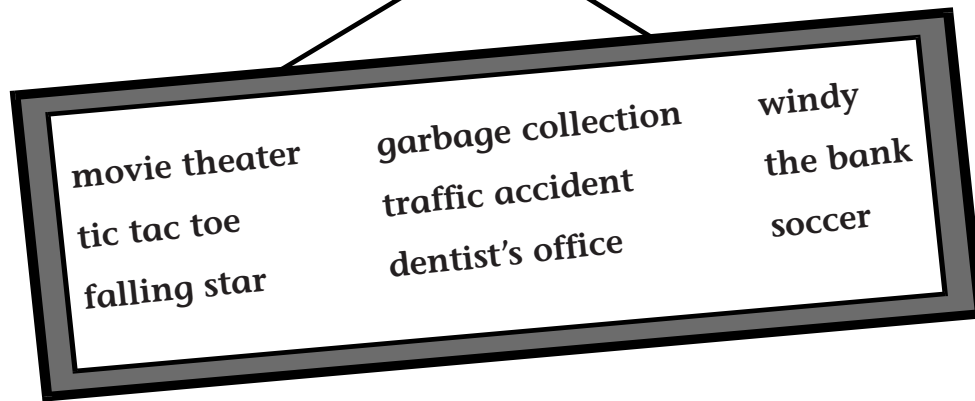 movie theater
tic tac toe
falling star
garbage collection
traffic accident
dentist’s office
windy
the bank
soccer